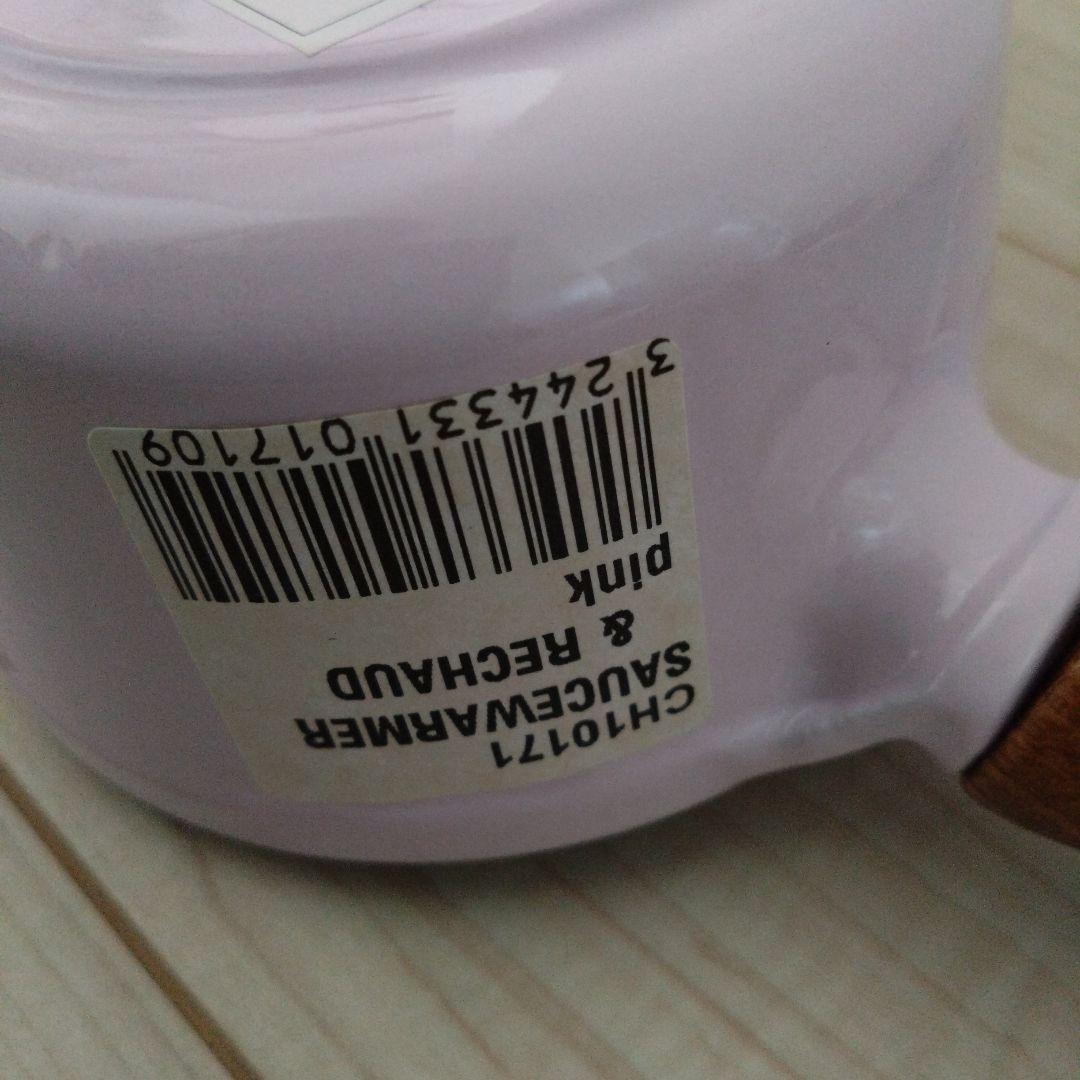 CH10171
SAUCEWARMER
& RECHAUD
pink
3 244331 017109